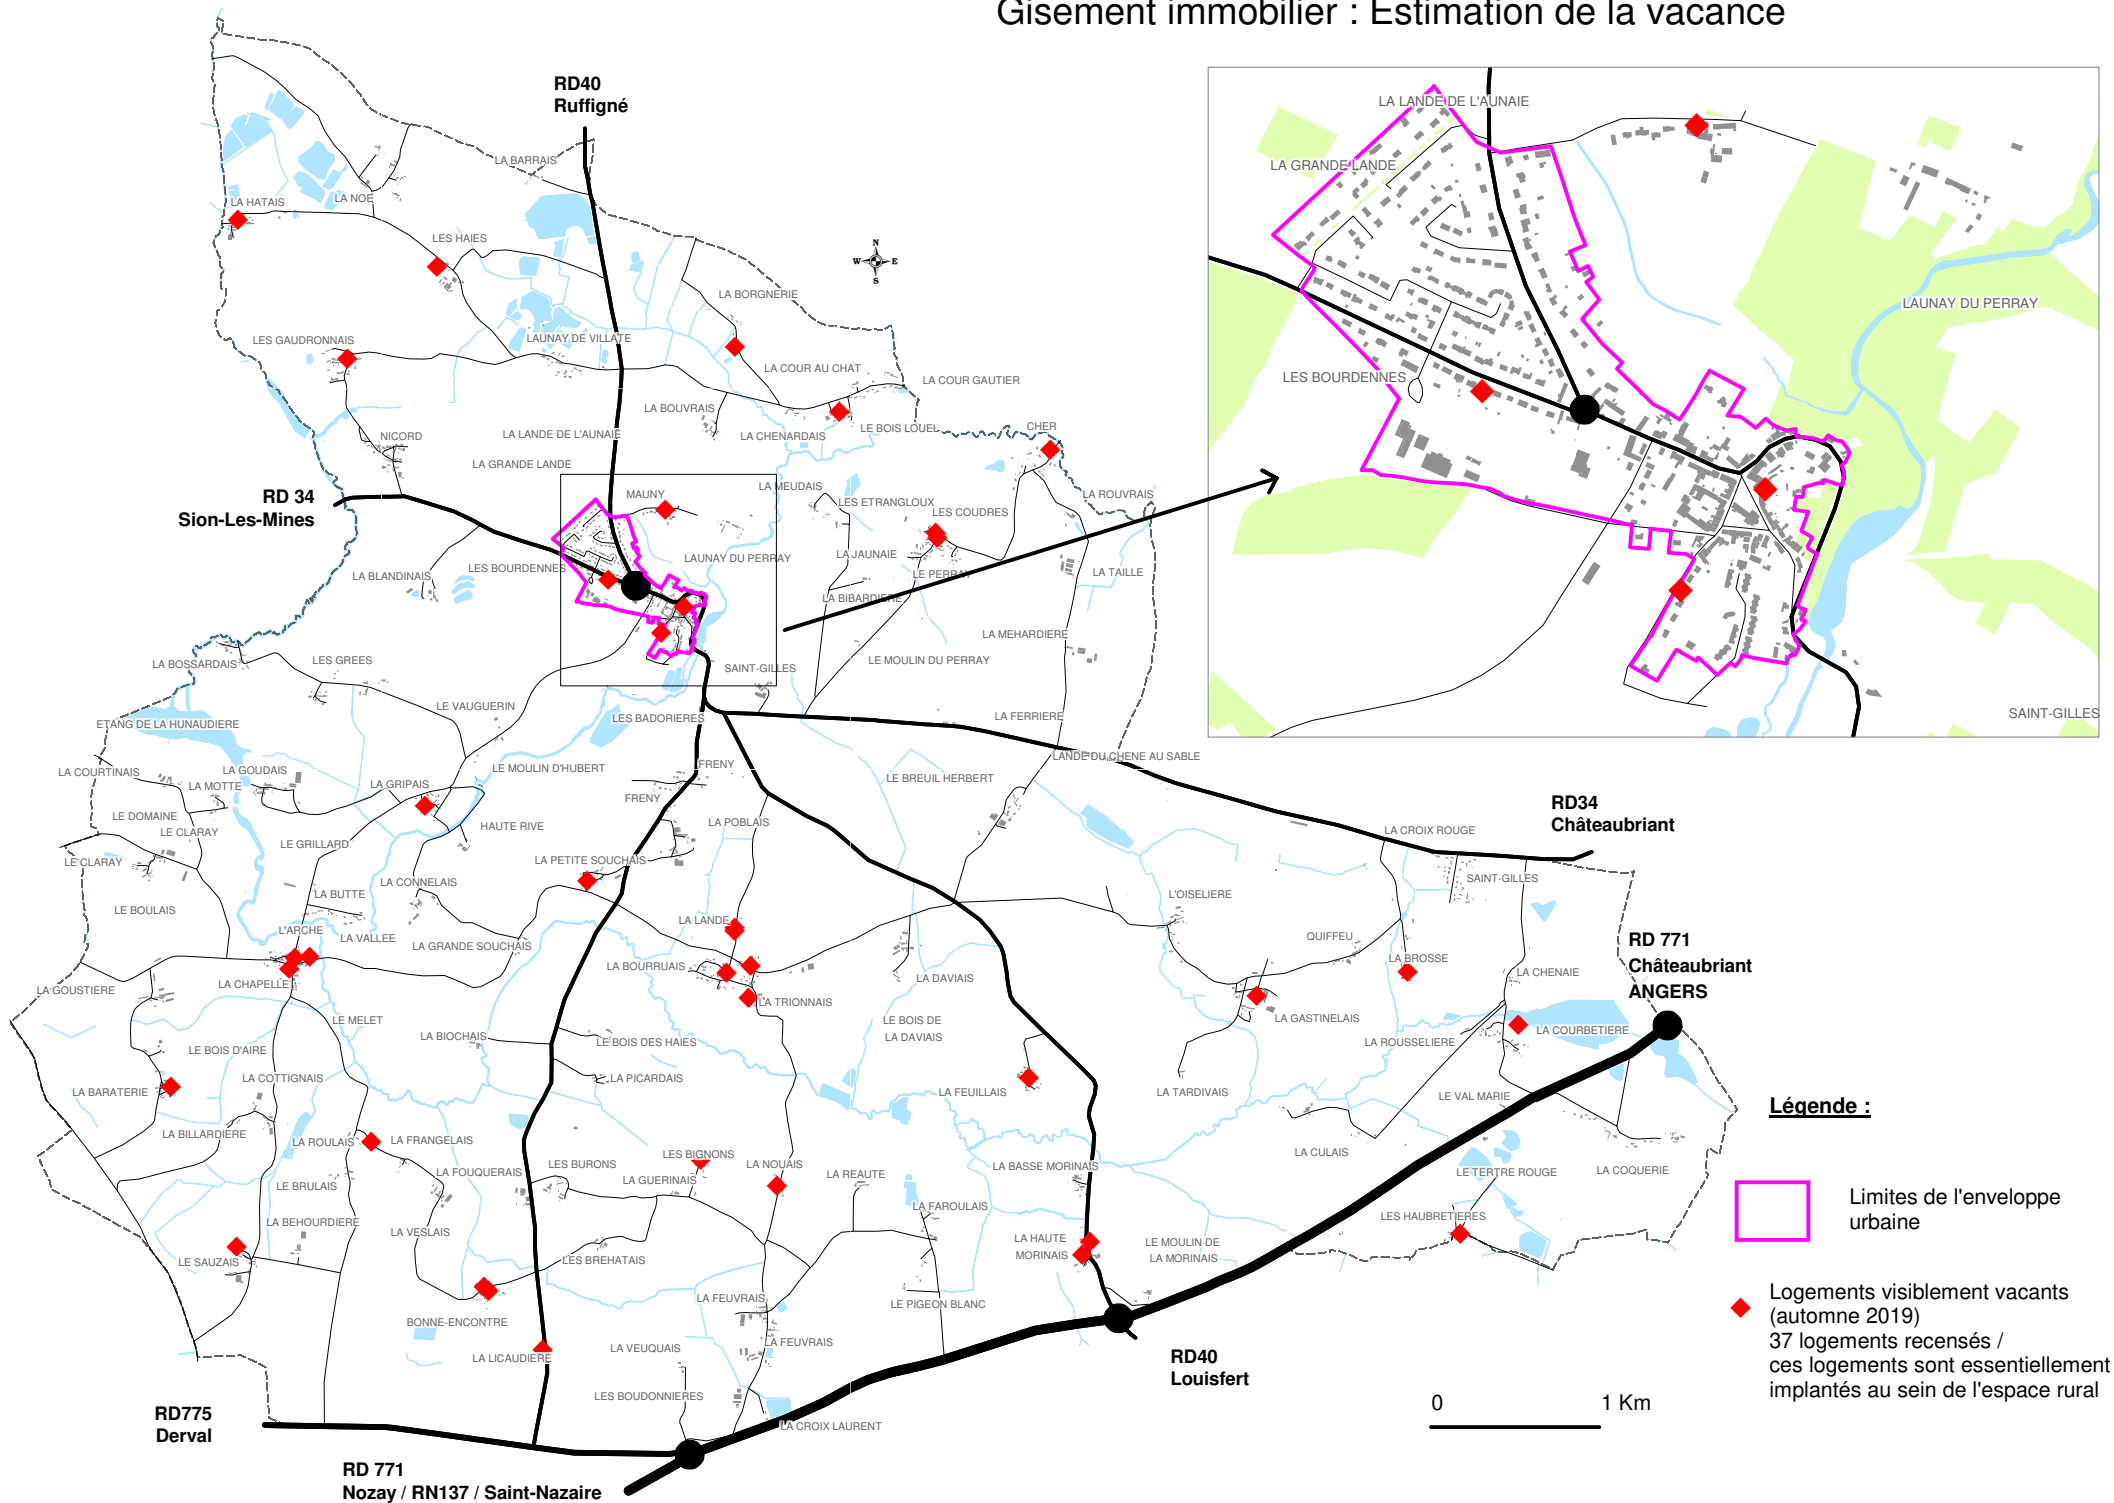 Gisement immobilier : Estimation de la vacance
RD40
Ruffigné
LA BARRAIS
LA NOE
LA HATAIS
LES HAIES
N
W
E
S
LA BORGNERIE
LAUNAY DE VILLATE
LES GAUDRONNAIS
LA COUR AU CHAT
LA COUR GAUTIER
LA BOUVRAIS
LA CHENARDAIS
LE BOIS LOUEL
CHER
NICORD
LA LANDE DE L'AUNAIE
LA GRANDE LANDE
RD 34
Sion-Les-Mines
MAUNY
LA MEUDAIS
LES ETRANGLOUX
LES COUDRES
LA ROUVRAIS
LAUNAY DU PERRAY
LA JAUNAIE
LE PERRAY
LA TAILLE
LES BOURDENNES
LA BLANDINAIS
LA BIBARDIERE
LA MEHARDIERE
LE MOULIN DU PERRAY
SAINT-GILLES
LA BOSSARDAIS
LES GREES
LE VAUGUERIN
LES BADORIERES
LA FERRIERE
ETANG DE LA HUNAUDIERE
LANDE DU CHENE AU SABLE
LA COURTINAIS
LA GOUDAIS
LA MOTTE
LA GRIPAIS
LE MOULIN D'HUBERT
FRENY
FRENY
LE BREUIL HERBERT
LE DOMAINE
LE CLARAY
LE CLARAY
LE GRILLARD
HAUTE RIVE
LA POBLAIS
RD34
Châteaubriant
LA CROIX ROUGE
LA PETITE SOUCHAIS
LA CONNELAIS
LA BUTTE
LE BOULAIS
SAINT-GILLES
L'OISELIERE
L'ARCHE
LA VALLEE
LA GRANDE SOUCHAIS
LA LANDE
QUIFFEU
LA BROSSE
LA CHENAIE
RD 771
Châteaubriant
ANGERS
LA BOURRUAIS
LA DAVIAIS
LA CHAPELLE
LA GOUSTIERE
LA TRIONNAIS
LE MELET
LE BOIS DE
LA DAVIAIS
LA GASTINELAIS
LA COURBETIERE
LA ROUSSELIERE
LA BIOCHAIS
LE BOIS DES HAIES
LE BOIS D'AIRE
LA COTTIGNAIS
LA PICARDAIS
LA BARATERIE
LA FEUILLAIS
LA TARDIVAIS
LE VAL MARIE
LA BILLARDIERE
LA ROULAIS
LA FRANGELAIS
LA CULAIS
LA FOUQUERAIS
LES BURONS
LES BIGNONS
LA GUERINAIS
LA NOUAIS
LA REAUTE
LA BASSE MORINAIS
LE TERTRE ROUGE
LA COQUERIE
LE BRULAIS
LA FAROULAIS
LA BEHOURDIERE
LA VESLAIS
LES HAUBRETIERES
LA HAUTE
MORINAIS
LE MOULIN DE
LA MORINAIS
LE SAUZAIS
LES BREHATAIS
LA FEUVRAIS
LE PIGEON BLANC
BONNE-ENCONTRE
LA FEUVRAIS
LA VEUQUAIS
LA LICAUDIERE
LES BOUDONNIERES
LA CROIX LAURENT
RD775
Derval
RD 771
Nozay / RN137 / Saint-Nazaire
RD40
Louisfert
LA LANDE DE L'AUNAIE
LA GRANDE LANDE
LAUNAY DU PERRAY
LES BOURDENNES
SAINT-GILLES
Légende :
Limites de l'enveloppe
urbaine
Logements visiblement vacants
(automne 2019)
37 logements recensés /
ces logements sont essentiellement
implantés au sein de l'espace rural
0
1 Km